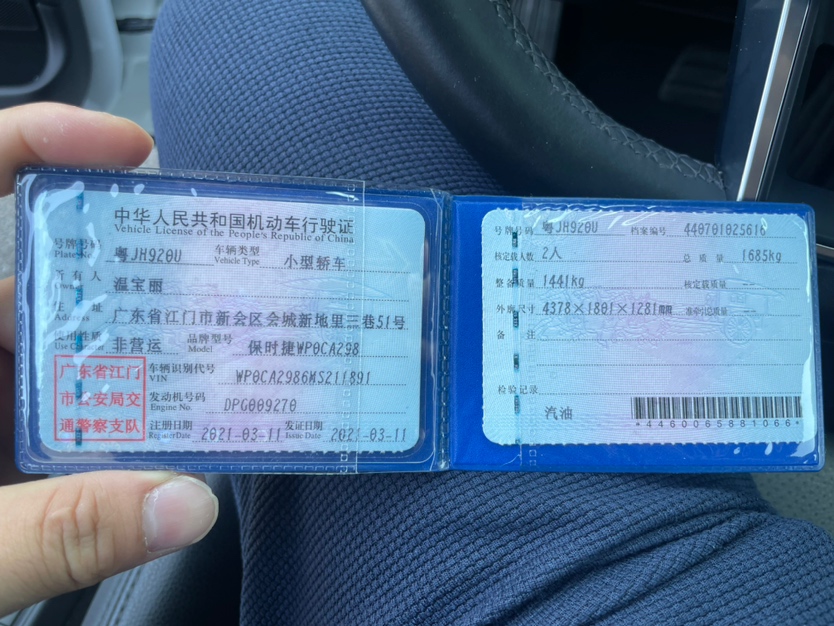 中华人民共和国机动车行驶证
Vehicle License of the People's Republic of China
号牌号码 粤JH920U 车辆类型 小型轿车
Plate No. Vehicle Type
所有人 温宝丽
Owner
住址 广东省江门市新会区会城新地里三巷51号
Address
使用性质 非营运 品牌型号 保时捷WP0CA298
Use Character Model
广东省江门
市公安局交
通警察支队
车辆识别代号 WP0CA2986MS211891
VIN
发动机号码 DPG009270
Engine No.
注册日期 2021-03-11 发证日期 2021-03-11
Register Date Issue Date
号牌号码 粤JH920U 档案编号 440701025616
核定载人数 2人 总质量 1685kg
整备质量 1441kg 核定载质量 --
外廓尺寸 4378×1801×1281mm 准牵引总质量 --
备注
检验记录
汽油
*4460065881066*